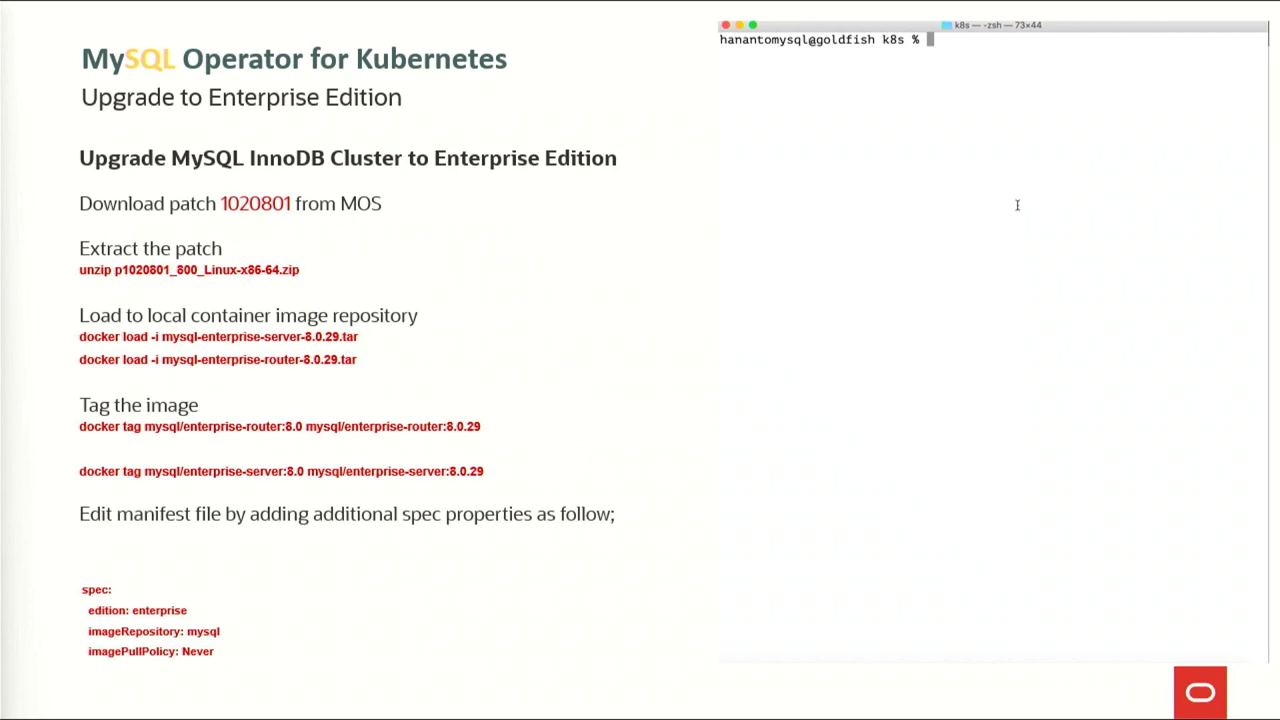 MySQL Operator for Kubernetes
Upgrade to Enterprise Edition
Upgrade MySQL InnoDB Cluster to Enterprise Edition
Download patch 1020801 from MOS
Extract the patch
unzip p1020801_800_Linux-x86-64.zip
Load to local container image repository
docker load -i mysql-enterprise-server-8.0.29.tar
docker load -i mysql-enterprise-router-8.0.29.tar
Tag the image
docker tag mysql/enterprise-router:8.0 mysql/enterprise-router:8.0.29
docker tag mysql/enterprise-server:8.0 mysql/enterprise-server:8.0.29
Edit manifest file by adding additional spec properties as follow;
spec:
edition: enterprise
imageRepository: mysql
imagePullPolicy: Never
k8s — -zsh — 73×44
hanantomysql@goldfish k8s %